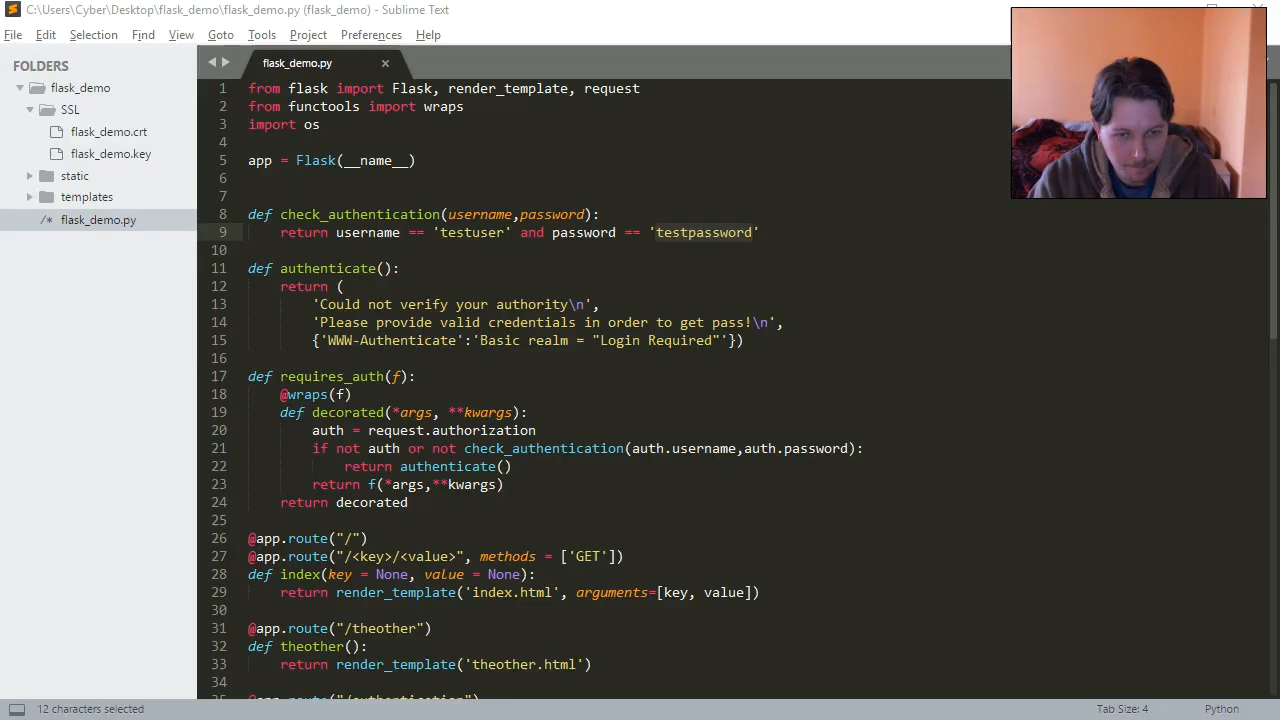 C:\Users\Cyber\Desktop\flask_demo\flask_demo.py (flask_demo) - Sublime Text
File Edit Selection Find View Goto Tools Project Preferences Help
FOLDERS
flask_demo
SSL
flask_demo.crt
flask_demo.key
static
templates
/* flask_demo.py
flask_demo.py ×
1 from flask import Flask, render_template, request
2 from functools import wraps
3 import os
4
5 app = Flask(__name__)
6
7
8 def check_authentication(username,password):
9 return username == 'testuser' and password == 'testpassword'
10
11 def authenticate():
12 return (
13 'Could not verify your authority\n',
14 'Please provide valid credentials in order to get pass!\n',
15 {'WWW-Authenticate':'Basic realm = "Login Required"'})
16
17 def requires_auth(f):
18 @wraps(f)
19 def decorated(*args, **kwargs):
20 auth = request.authorization
21 if not auth or not check_authentication(auth.username,auth.password):
22 return authenticate()
23 return f(*args,**kwargs)
24 return decorated
25
26 @app.route("/")
27 @app.route("/<key>/<value>", methods = ['GET'])
28 def index(key = None, value = None):
29 return render_template('index.html', arguments=[key, value])
30
31 @app.route("/theother")
32 def theother():
33 return render_template('theother.html')
34
35 @app.route("/authentication")
12 characters selected
Tab Size: 4
Python